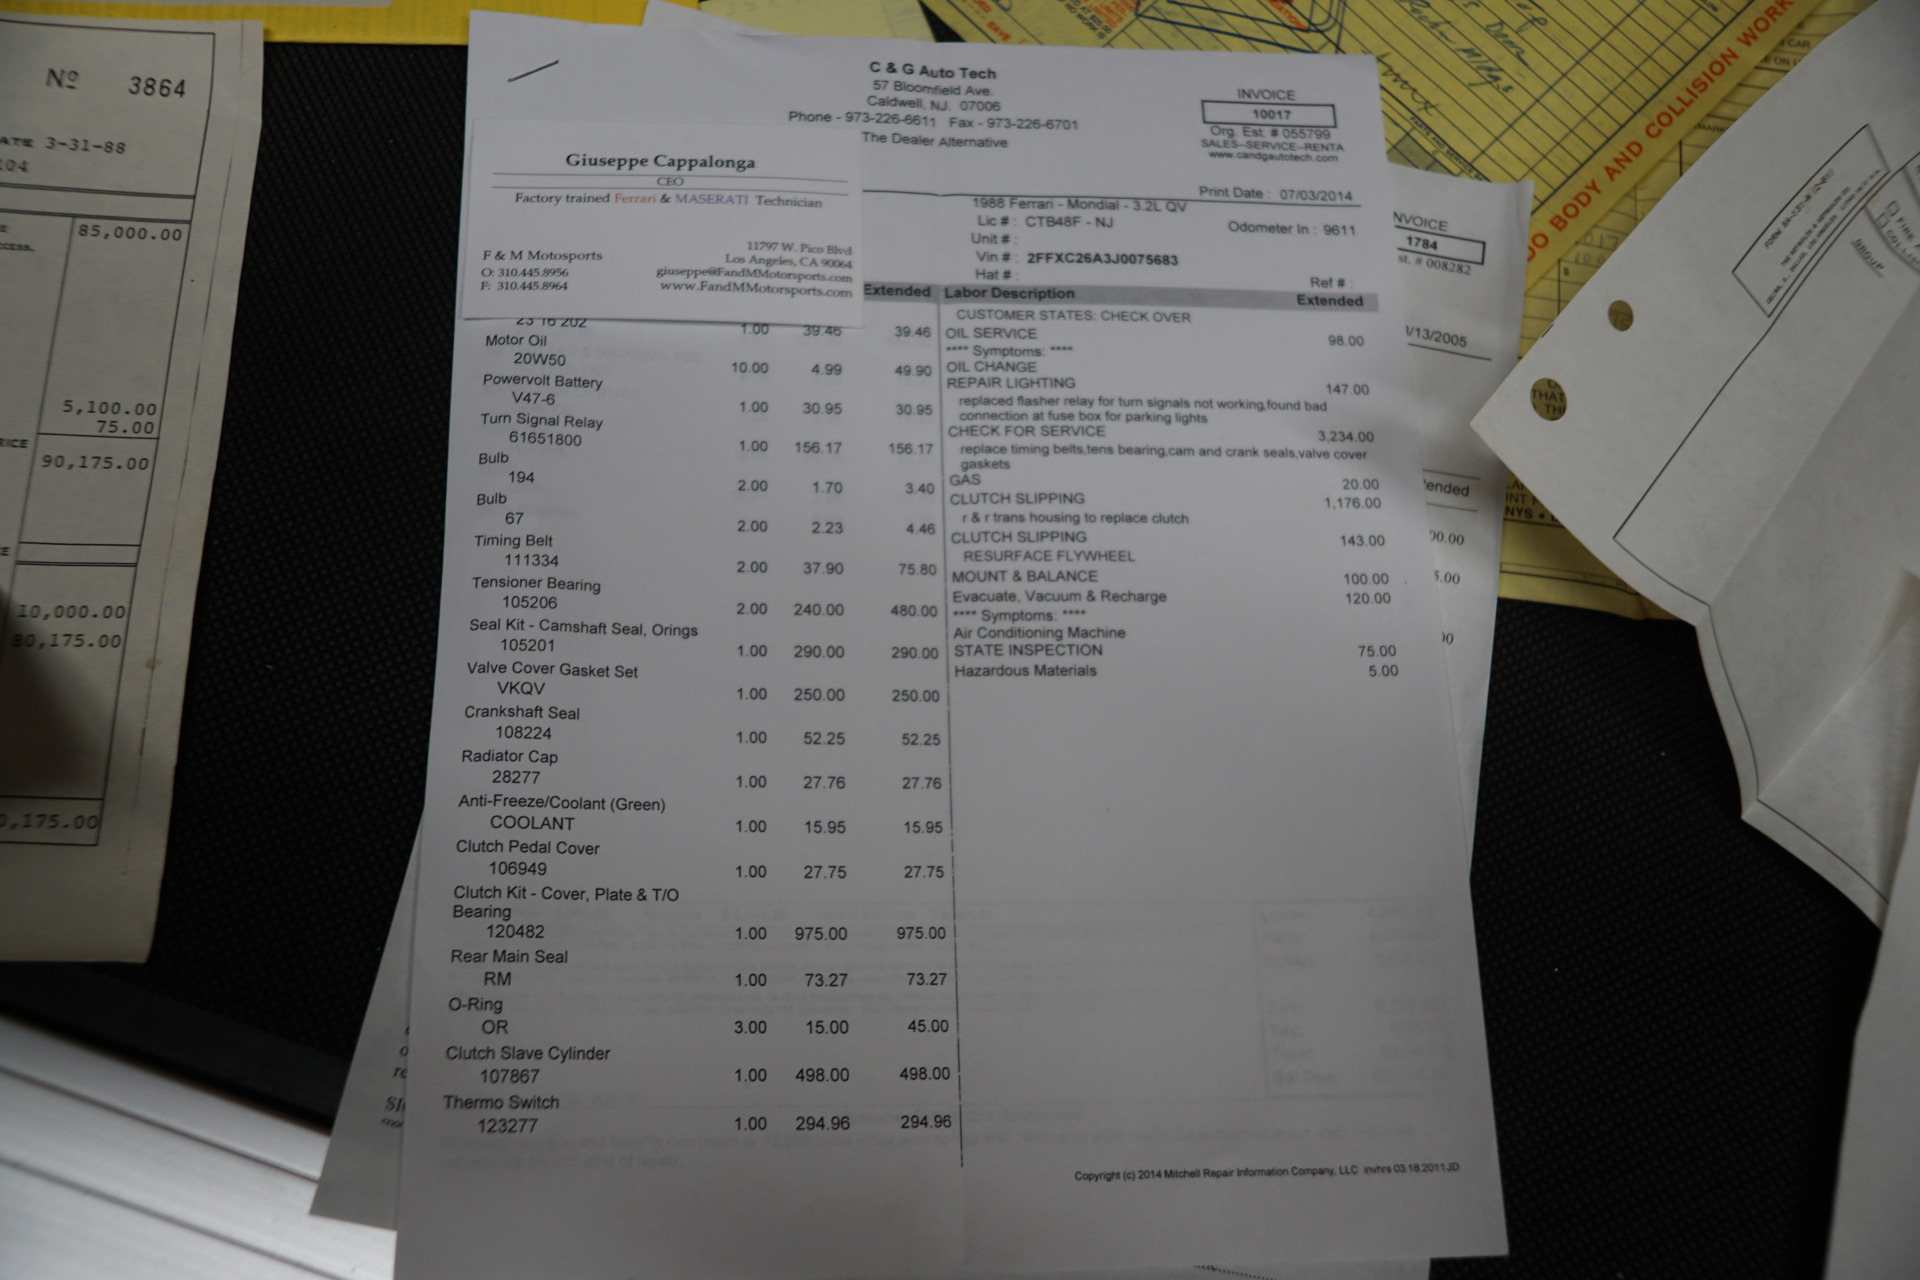 Nº 3864
3-31-88
85,000.00
5,100.00
75.00
90,175.00
10,000.00
80,175.00
,175.00
C & G Auto Tech
57 Bloomfield Ave.
Caldwell, NJ. 07006
Phone - 973-226-6611 Fax - 973-226-6701
The Dealer Alternative
INVOICE
10017
Org. Est. # 055799
SALES--SERVICE--RENTA
www.candgautotech.com
Print Date : 07/03/2014
Giuseppe Cappalonga
CEO
Factory trained Ferrari & MASERATI Technician
F & M Motosports
O: 310.445.8956
F: 310.445.8964
11797 W. Pico Blvd
Los Angeles, CA 90064
giuseppe@FandMMotorsports.com
www.FandMMotorsports.com
1988 Ferrari - Mondial - 3.2L QV
Lic # : CTB48F - NJ
Odometer In : 9611
Unit # :
Vin # : 2FFXC26A3J0075683
Hat # :
Ref # :
Extended
23 16 202 1.00 39.46 39.46
Motor Oil
20W50 10.00 4.99 49.90
Powervolt Battery
V47-6 1.00 30.95 30.95
Turn Signal Relay
61651800 1.00 156.17 156.17
Bulb
194 2.00 1.70 3.40
Bulb
67 2.00 2.23 4.46
Timing Belt
111334 2.00 37.90 75.80
Tensioner Bearing
105206 2.00 240.00 480.00
Seal Kit - Camshaft Seal, Orings
105201 1.00 290.00 290.00
Valve Cover Gasket Set
VKQV 1.00 250.00 250.00
Crankshaft Seal
108224 1.00 52.25 52.25
Radiator Cap
28277 1.00 27.76 27.76
Anti-Freeze/Coolant (Green)
COOLANT 1.00 15.95 15.95
Clutch Pedal Cover
106949 1.00 27.75 27.75
Clutch Kit - Cover, Plate & T/O
Bearing
120482 1.00 975.00 975.00
Rear Main Seal
RM 1.00 73.27 73.27
O-Ring
OR 3.00 15.00 45.00
Clutch Slave Cylinder
107867 1.00 498.00 498.00
Thermo Switch
123277 1.00 294.96 294.96
Labor Description Extended
CUSTOMER STATES: CHECK OVER
OIL SERVICE 98.00
**** Symptoms: ****
OIL CHANGE
REPAIR LIGHTING 147.00
replaced flasher relay for turn signals not working,found bad
connection at fuse box for parking lights
CHECK FOR SERVICE 3,234.00
replace timing belts,tens bearing,cam and crank seals,valve cover
gaskets
GAS 20.00
CLUTCH SLIPPING 1,176.00
r & r trans housing to replace clutch
CLUTCH SLIPPING 143.00
RESURFACE FLYWHEEL
MOUNT & BALANCE 100.00
Evacuate, Vacuum & Recharge 120.00
**** Symptoms: ****
Air Conditioning Machine
STATE INSPECTION 75.00
Hazardous Materials 5.00
Copyright (c) 2014 Mitchell Repair Information Company, LLC invhrs 03.18.2011JD
NVOICE
1784
st. # 008282
/13/2005
ended
00.00
5.00
BODY AND COLLISION WORK